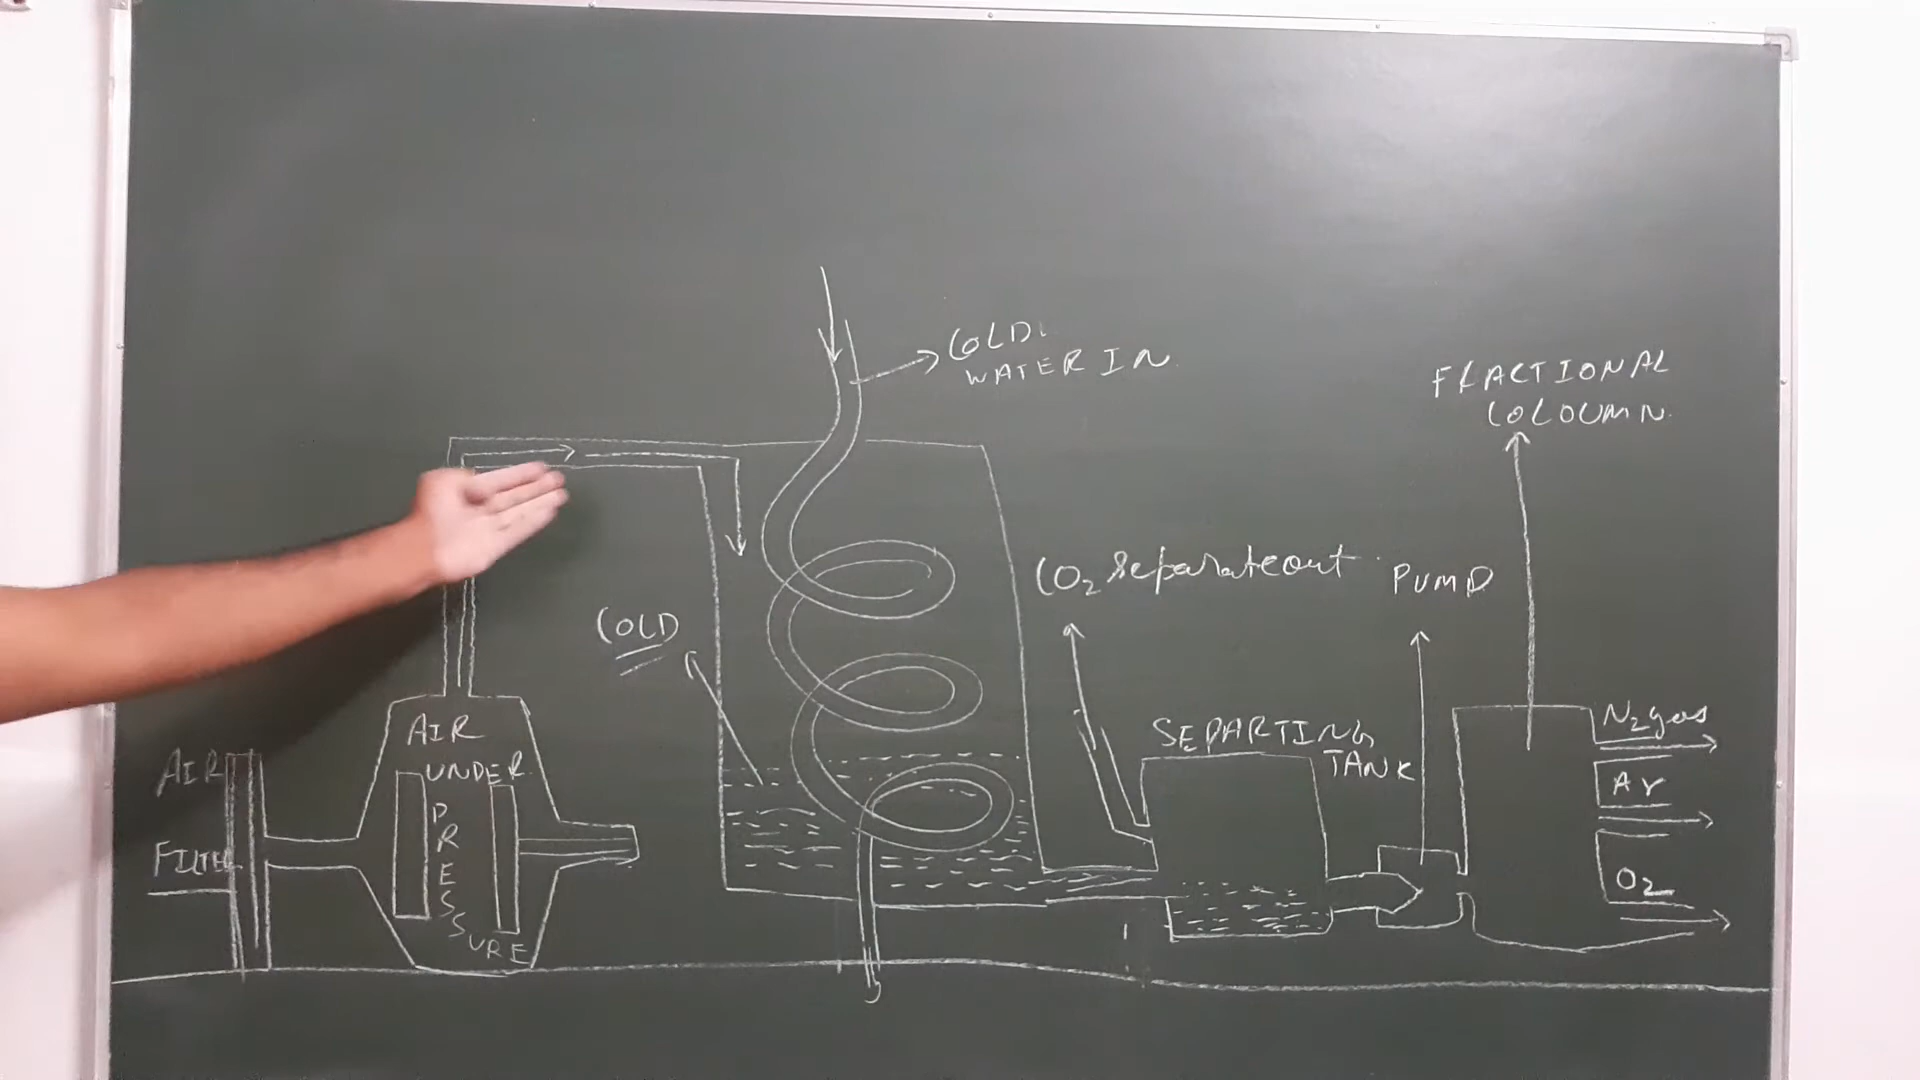 AIR
FILTER
AIR
UNDER
PRESSSURE
COLD
COLD
WATER IN
CO2 separateout
SEPARTING
TANK
PUMP
FRACTIONAL
COLOUMN
N2 gas
Ar
O2